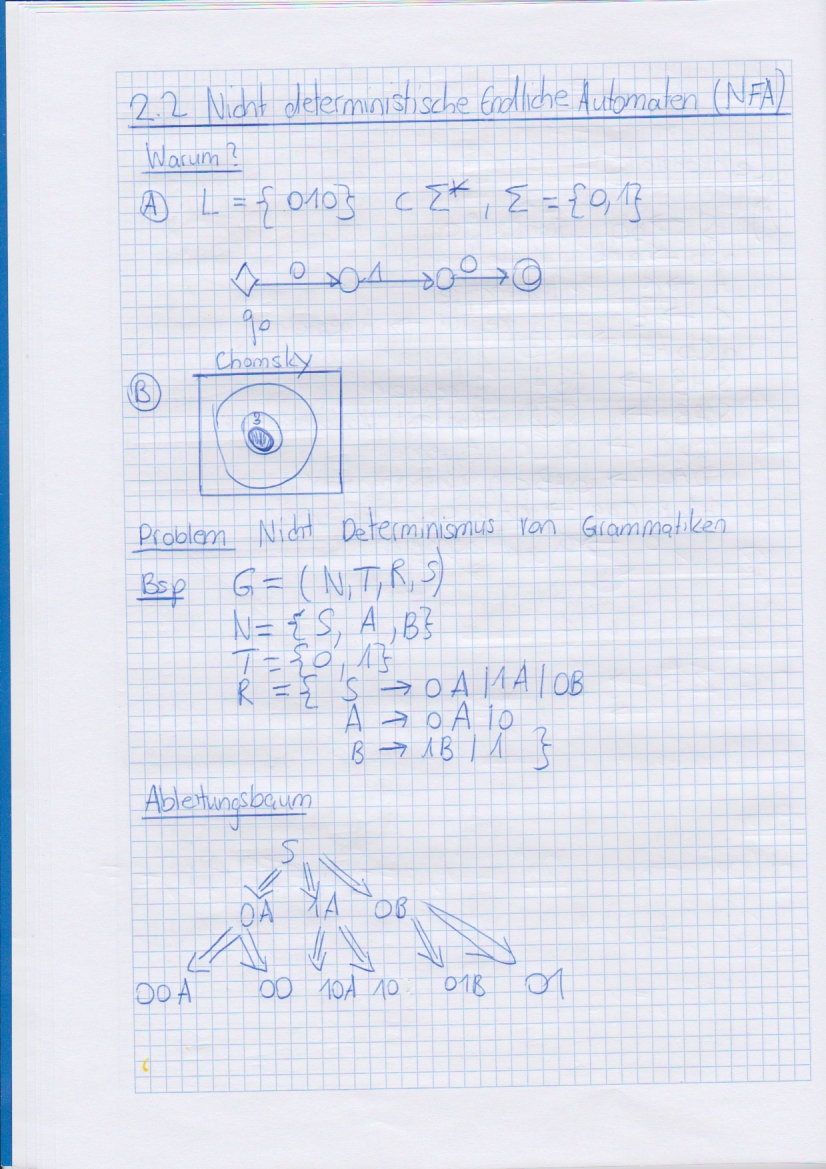 2.2 Nicht deterministische Endliche Automaten (NFA)
Warum?
A L = { 010} ⊂ Σ*, Σ = {0,1}
0 1 0
q0
Chomsky
B
3
Problem Nicht Determinismus von Grammatiken
Bsp G = (N,T,R,S)
N = { S, A ,B}
T = {0, 1}
R = { S → 0A | 1A | 0B
A → 0A | 0
B → 1B | 1 }
Ableitungsbaum
S
0A 1A 0B
00A 00 10A 10 01B 01